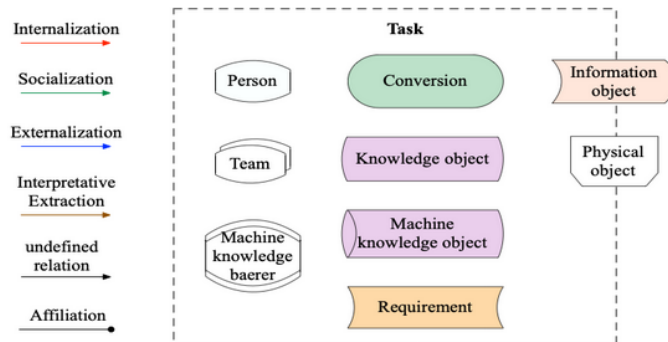 Internalization
Socialization
Externalization
Interpretative
Extraction
undefined
relation
Affiliation
Task
Person
Conversion
Information
object
Team
Knowledge object
Physical
object
Machine
knowledge
baerer
Machine
knowledge object
Requirement